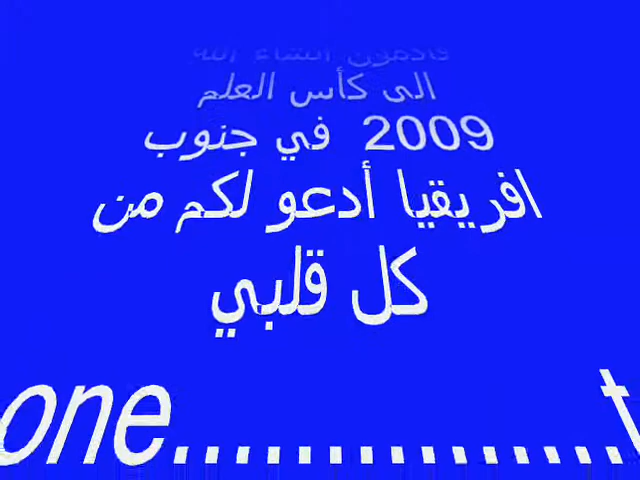 قادمون انشاء الله
الى كأس العلم
2009 في جنوب
افريقيا أدعو لكم من
كل قلبي
one.............t